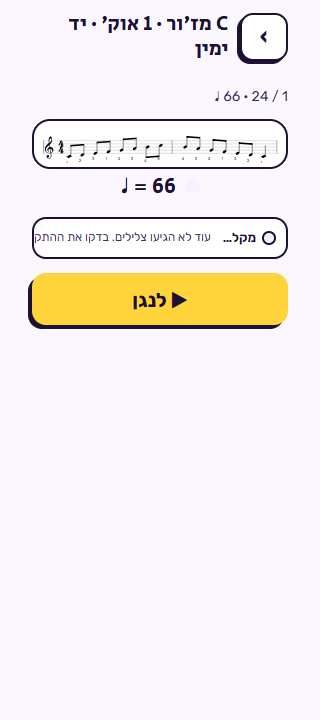 C מז'ור • 1 אוק' • יד
ימין
♩ 66 • 24 / 1
♩ = 66
מקל... עוד לא הגיעו צלילים. בדקו את ההתק
▶ לנגן